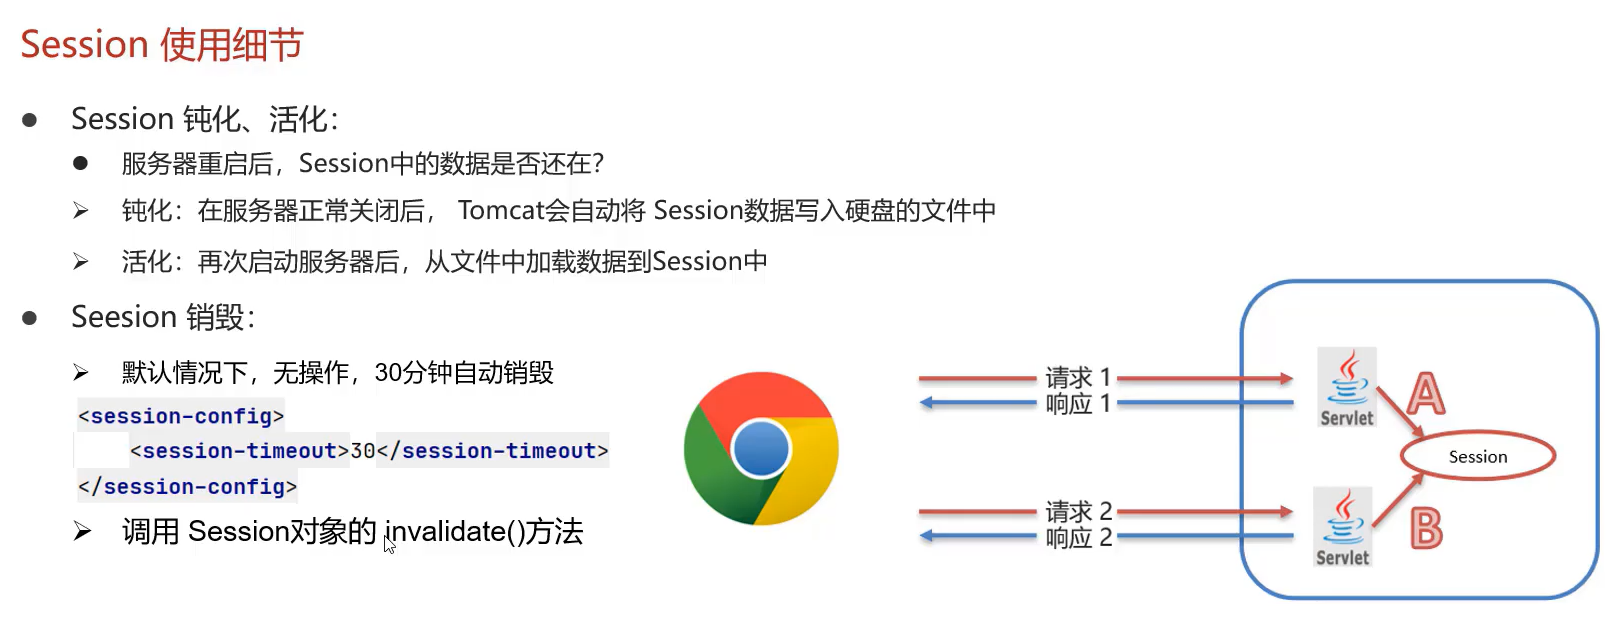 Session 使用细节
Session 钝化、活化：
服务器重启后，Session中的数据是否还在？
钝化：在服务器正常关闭后， Tomcat会自动将 Session数据写入硬盘的文件中
活化：再次启动服务器后，从文件中加载数据到Session中
Seesion 销毁：
默认情况下，无操作，30分钟自动销毁
<session-config>
<session-timeout>30</session-timeout>
</session-config>
调用 Session对象的 invalidate()方法
请求 1
响应 1
Servlet
A
Session
请求 2
响应 2
Servlet
B